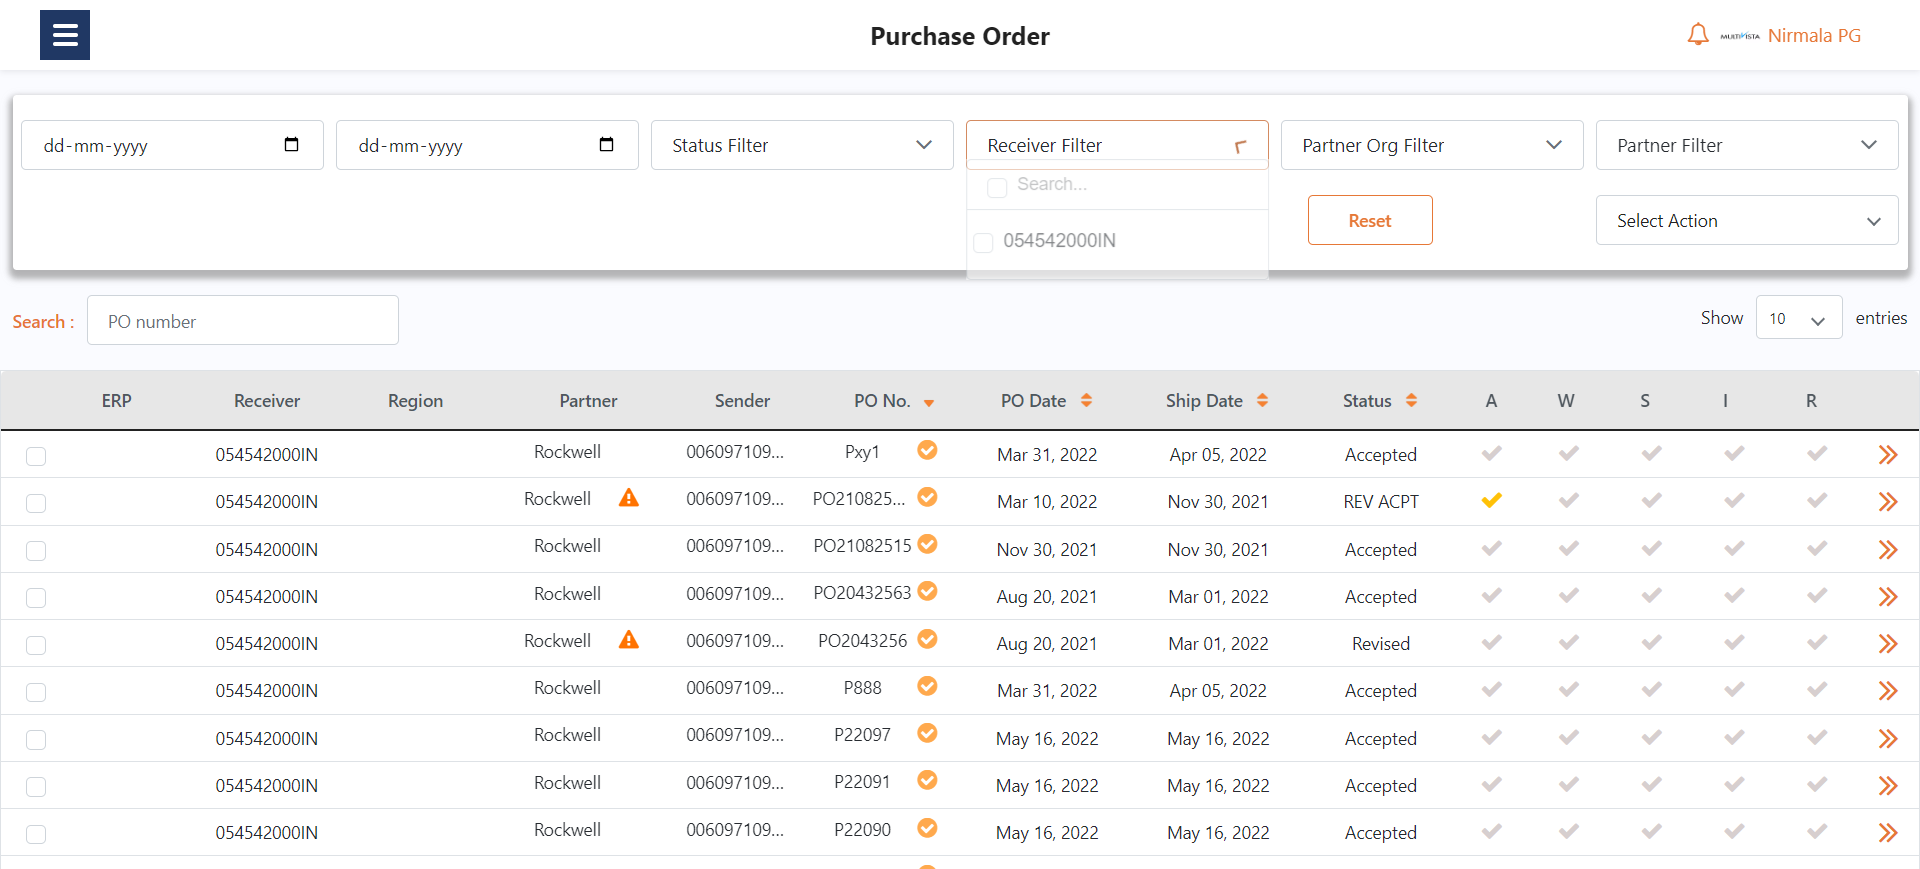 Purchase Order
MULTIVISTA Nirmala PG
dd-mm-yyyy dd-mm-yyyy Status Filter Receiver Filter Partner Org Filter Partner Filter
Search...
054542000IN
Reset Select Action
Search : PO number Show 10 entries
ERP Receiver Region Partner Sender PO No. PO Date Ship Date Status A W S I R
054542000IN Rockwell 006097109... Pxy1 Mar 31, 2022 Apr 05, 2022 Accepted
054542000IN Rockwell 006097109... PO210825... Mar 10, 2022 Nov 30, 2021 REV ACPT
054542000IN Rockwell 006097109... PO21082515 Nov 30, 2021 Nov 30, 2021 Accepted
054542000IN Rockwell 006097109... PO20432563 Aug 20, 2021 Mar 01, 2022 Accepted
054542000IN Rockwell 006097109... PO2043256 Aug 20, 2021 Mar 01, 2022 Revised
054542000IN Rockwell 006097109... P888 Mar 31, 2022 Apr 05, 2022 Accepted
054542000IN Rockwell 006097109... P22097 May 16, 2022 May 16, 2022 Accepted
054542000IN Rockwell 006097109... P22091 May 16, 2022 May 16, 2022 Accepted
054542000IN Rockwell 006097109... P22090 May 16, 2022 May 16, 2022 Accepted